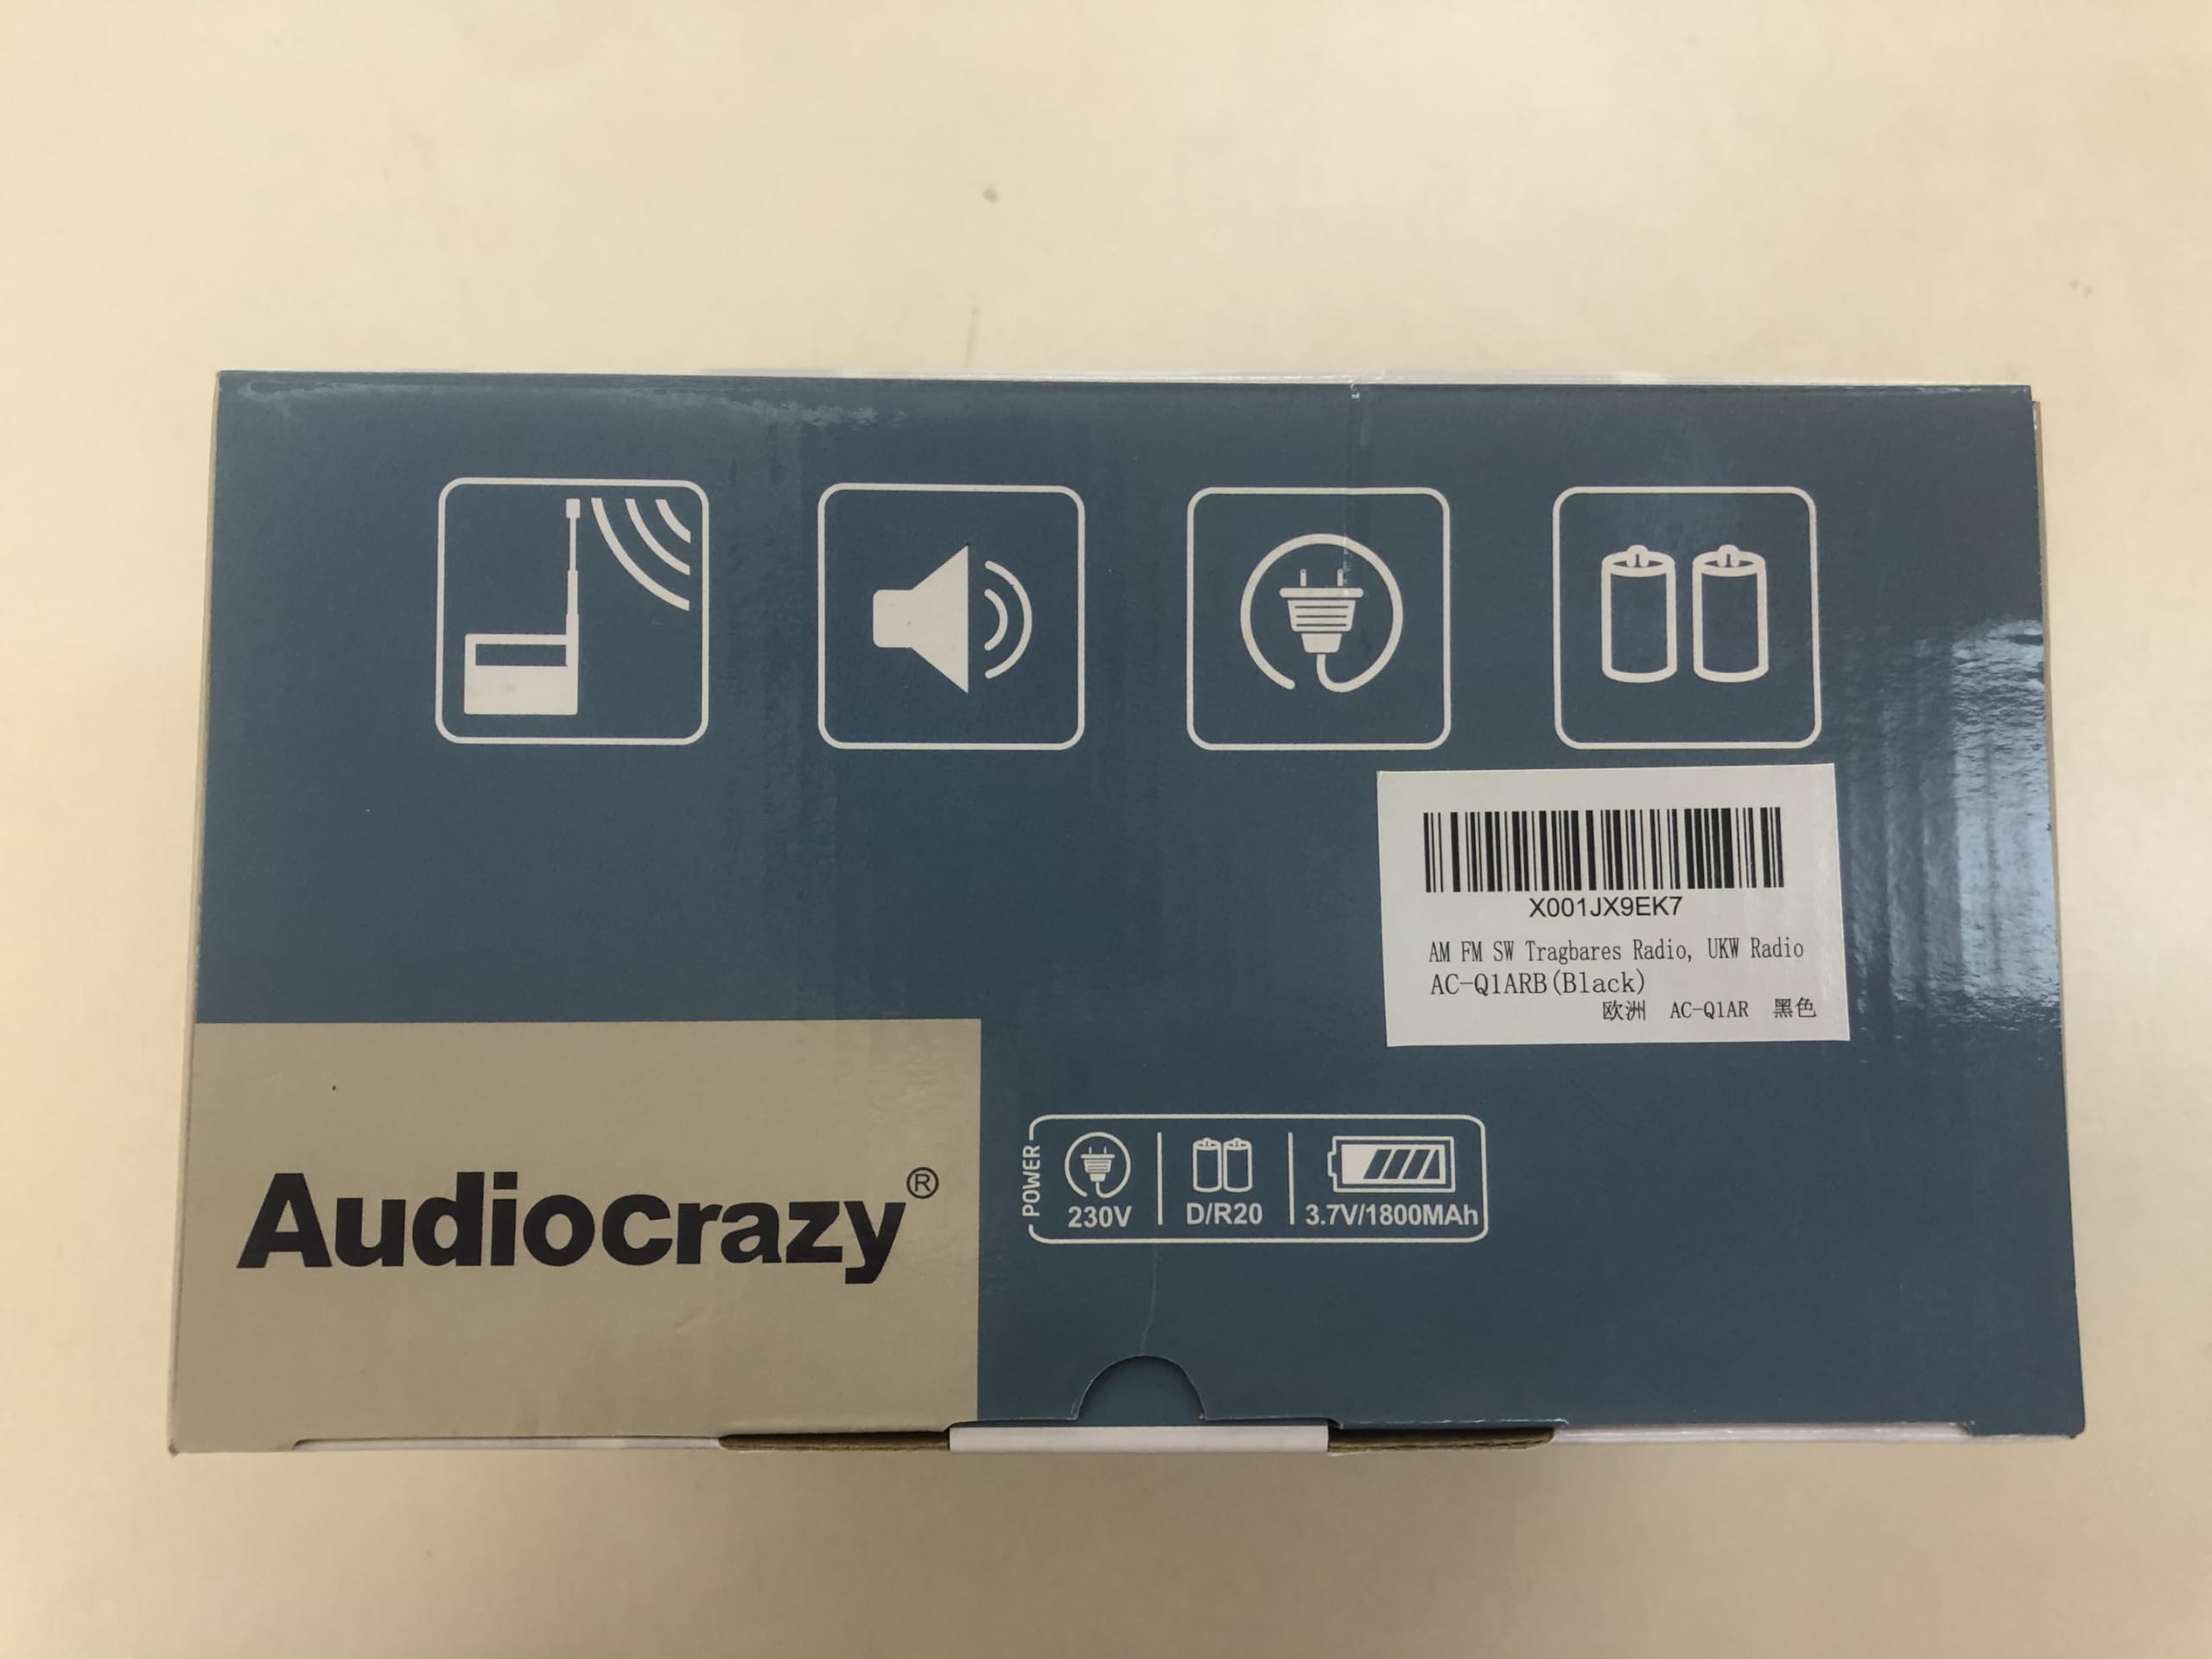 X001JX9EK7
AM FM SW Tragbares Radio, UKW Radio
AC-Q1ARB(Black)
欧洲 AC-Q1AR 黑色
Audiocrazy®
POWER
230V
D/R20
3.7V/1800MAh